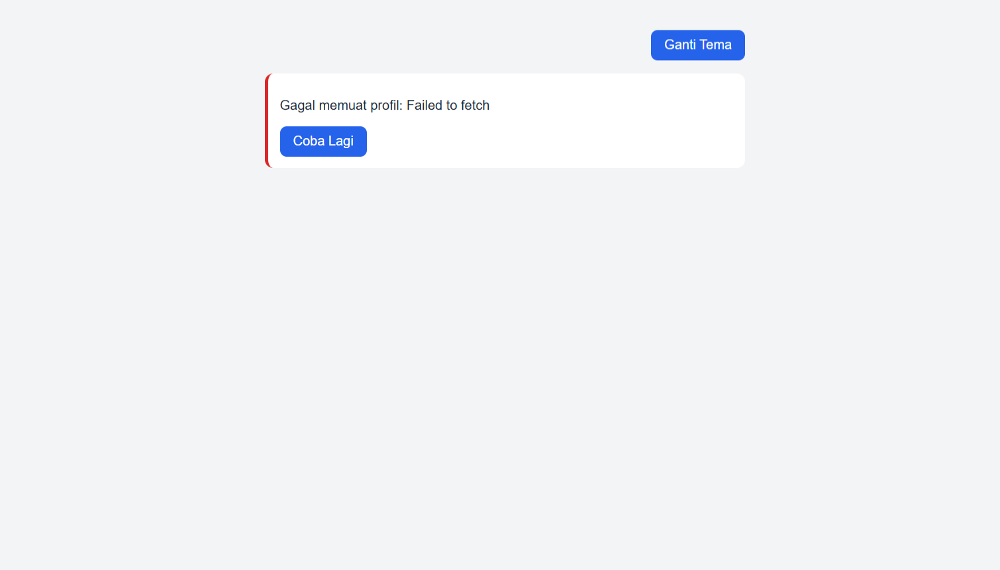 Ganti Tema
Gagal memuat profil: Failed to fetch
Coba Lagi